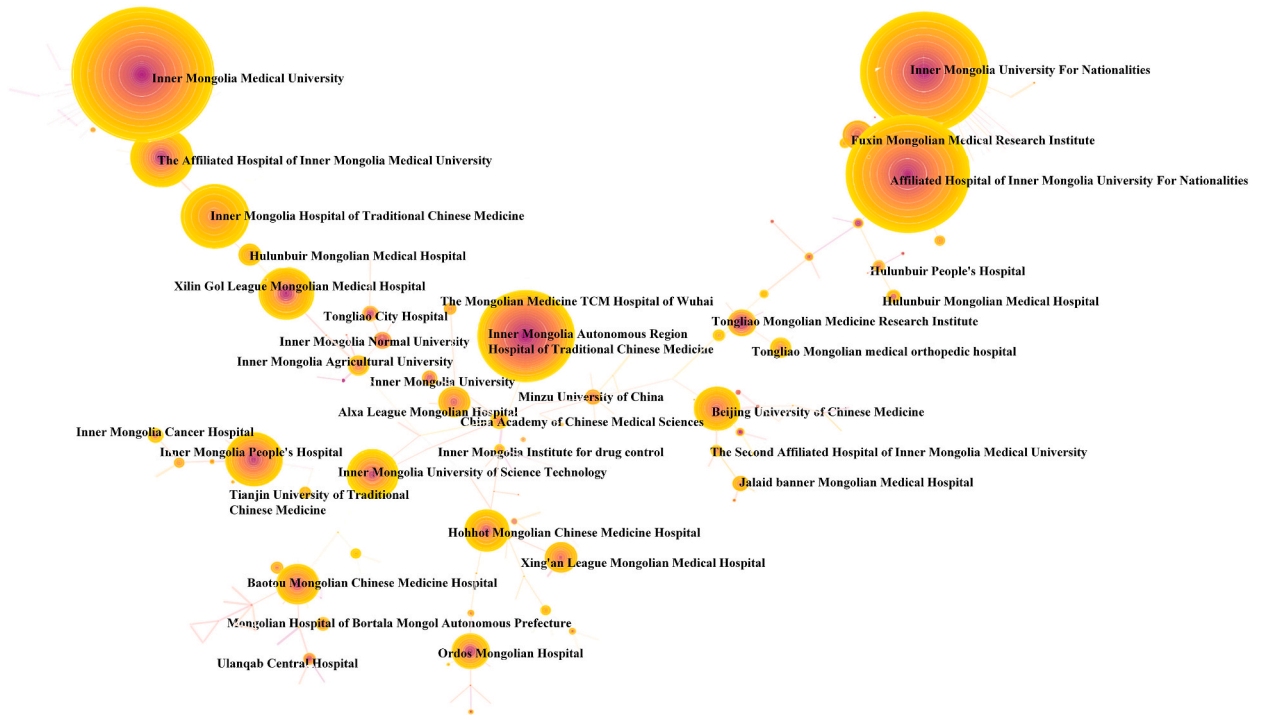 Inner Mongolia University For Nationalities
Inner Mongolia Medical University
Fuxin Mongolian Medical Research Institute
The Affiliated Hospital of Inner Mongolia Medical University
Affiliated Hospital of Inner Mongolia University For Nationalities
Inner Mongolia Hospital of Traditional Chinese Medicine
Hulunbuir Mongolian Medical Hospital
Hulunbuir People's Hospital
Xilin Gol League Mongolian Medical Hospital
The Mongolian Medicine TCM Hospital of Wuhai
Hulunbuir Mongolian Medical Hospital
Tongliao City Hospital
Tongliao Mongolian Medicine Research Institute
Inner Mongolia Autonomous Region
Hospital of Traditional Chinese Medicine
Inner Mongolia Normal University
Tongliao Mongolian medical orthopedic hospital
Inner Mongolia Agricultural University
Inner Mongolia University
Minzu University of China
Alxa League Mongolian Hospital
Beijing University of Chinese Medicine
China Academy of Chinese Medical Sciences
Inner Mongolia Cancer Hospital
Inner Mongolia People's Hospital
Inner Mongolia Institute for drug control
The Second Affiliated Hospital of Inner Mongolia Medical University
Inner Mongolia University of Science Technology
Jalaid banner Mongolian Medical Hospital
Tianjin University of Traditional
Chinese Medicine
Hohhot Mongolian Chinese Medicine Hospital
Xing'an League Mongolian Medical Hospital
Baotou Mongolian Chinese Medicine Hospital
Mongolian Hospital of Bortala Mongol Autonomous Prefecture
Ordos Mongolian Hospital
Ulanqab Central Hospital